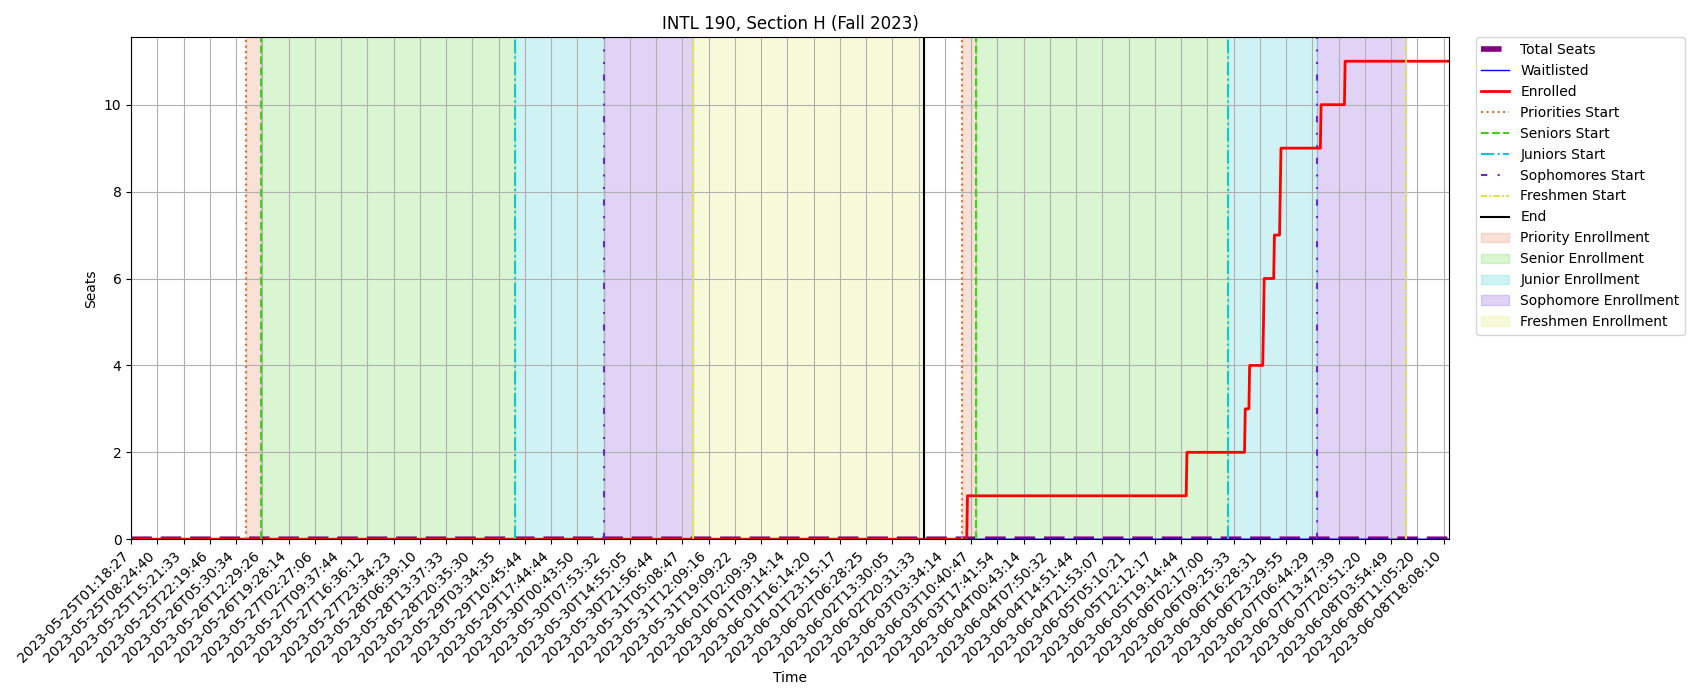 INTL 190, Section H (Fall 2023)
Seats
10
8
6
4
2
0
2023-05-25T01:18:27
2023-05-25T08:24:40
2023-05-25T15:21:33
2023-05-25T22:19:46
2023-05-26T05:30:34
2023-05-26T12:29:26
2023-05-26T19:28:14
2023-05-27T02:27:06
2023-05-27T09:37:44
2023-05-27T16:36:12
2023-05-27T23:34:23
2023-05-28T06:39:10
2023-05-28T13:37:33
2023-05-28T20:35:30
2023-05-29T03:34:35
2023-05-29T10:45:44
2023-05-29T17:44:44
2023-05-30T00:43:50
2023-05-30T07:53:32
2023-05-30T14:55:05
2023-05-30T21:56:44
2023-05-31T05:08:47
2023-05-31T12:09:16
2023-05-31T19:09:22
2023-06-01T02:09:39
2023-06-01T09:14:14
2023-06-01T16:14:20
2023-06-01T23:15:17
2023-06-02T06:28:25
2023-06-02T13:30:05
2023-06-02T20:31:33
2023-06-03T03:34:14
2023-06-03T10:40:47
2023-06-03T17:41:54
2023-06-04T00:43:14
2023-06-04T07:50:32
2023-06-04T14:51:44
2023-06-04T21:53:07
2023-06-05T05:10:21
2023-06-05T12:12:17
2023-06-05T19:14:44
2023-06-06T02:17:00
2023-06-06T09:25:33
2023-06-06T16:28:31
2023-06-06T23:29:55
2023-06-07T06:44:29
2023-06-07T13:47:39
2023-06-07T20:51:20
2023-06-08T03:54:49
2023-06-08T11:05:20
2023-06-08T18:08:10
Time
Total Seats
Waitlisted
Enrolled
Priorities Start
Seniors Start
Juniors Start
Sophomores Start
Freshmen Start
End
Priority Enrollment
Senior Enrollment
Junior Enrollment
Sophomore Enrollment
Freshmen Enrollment